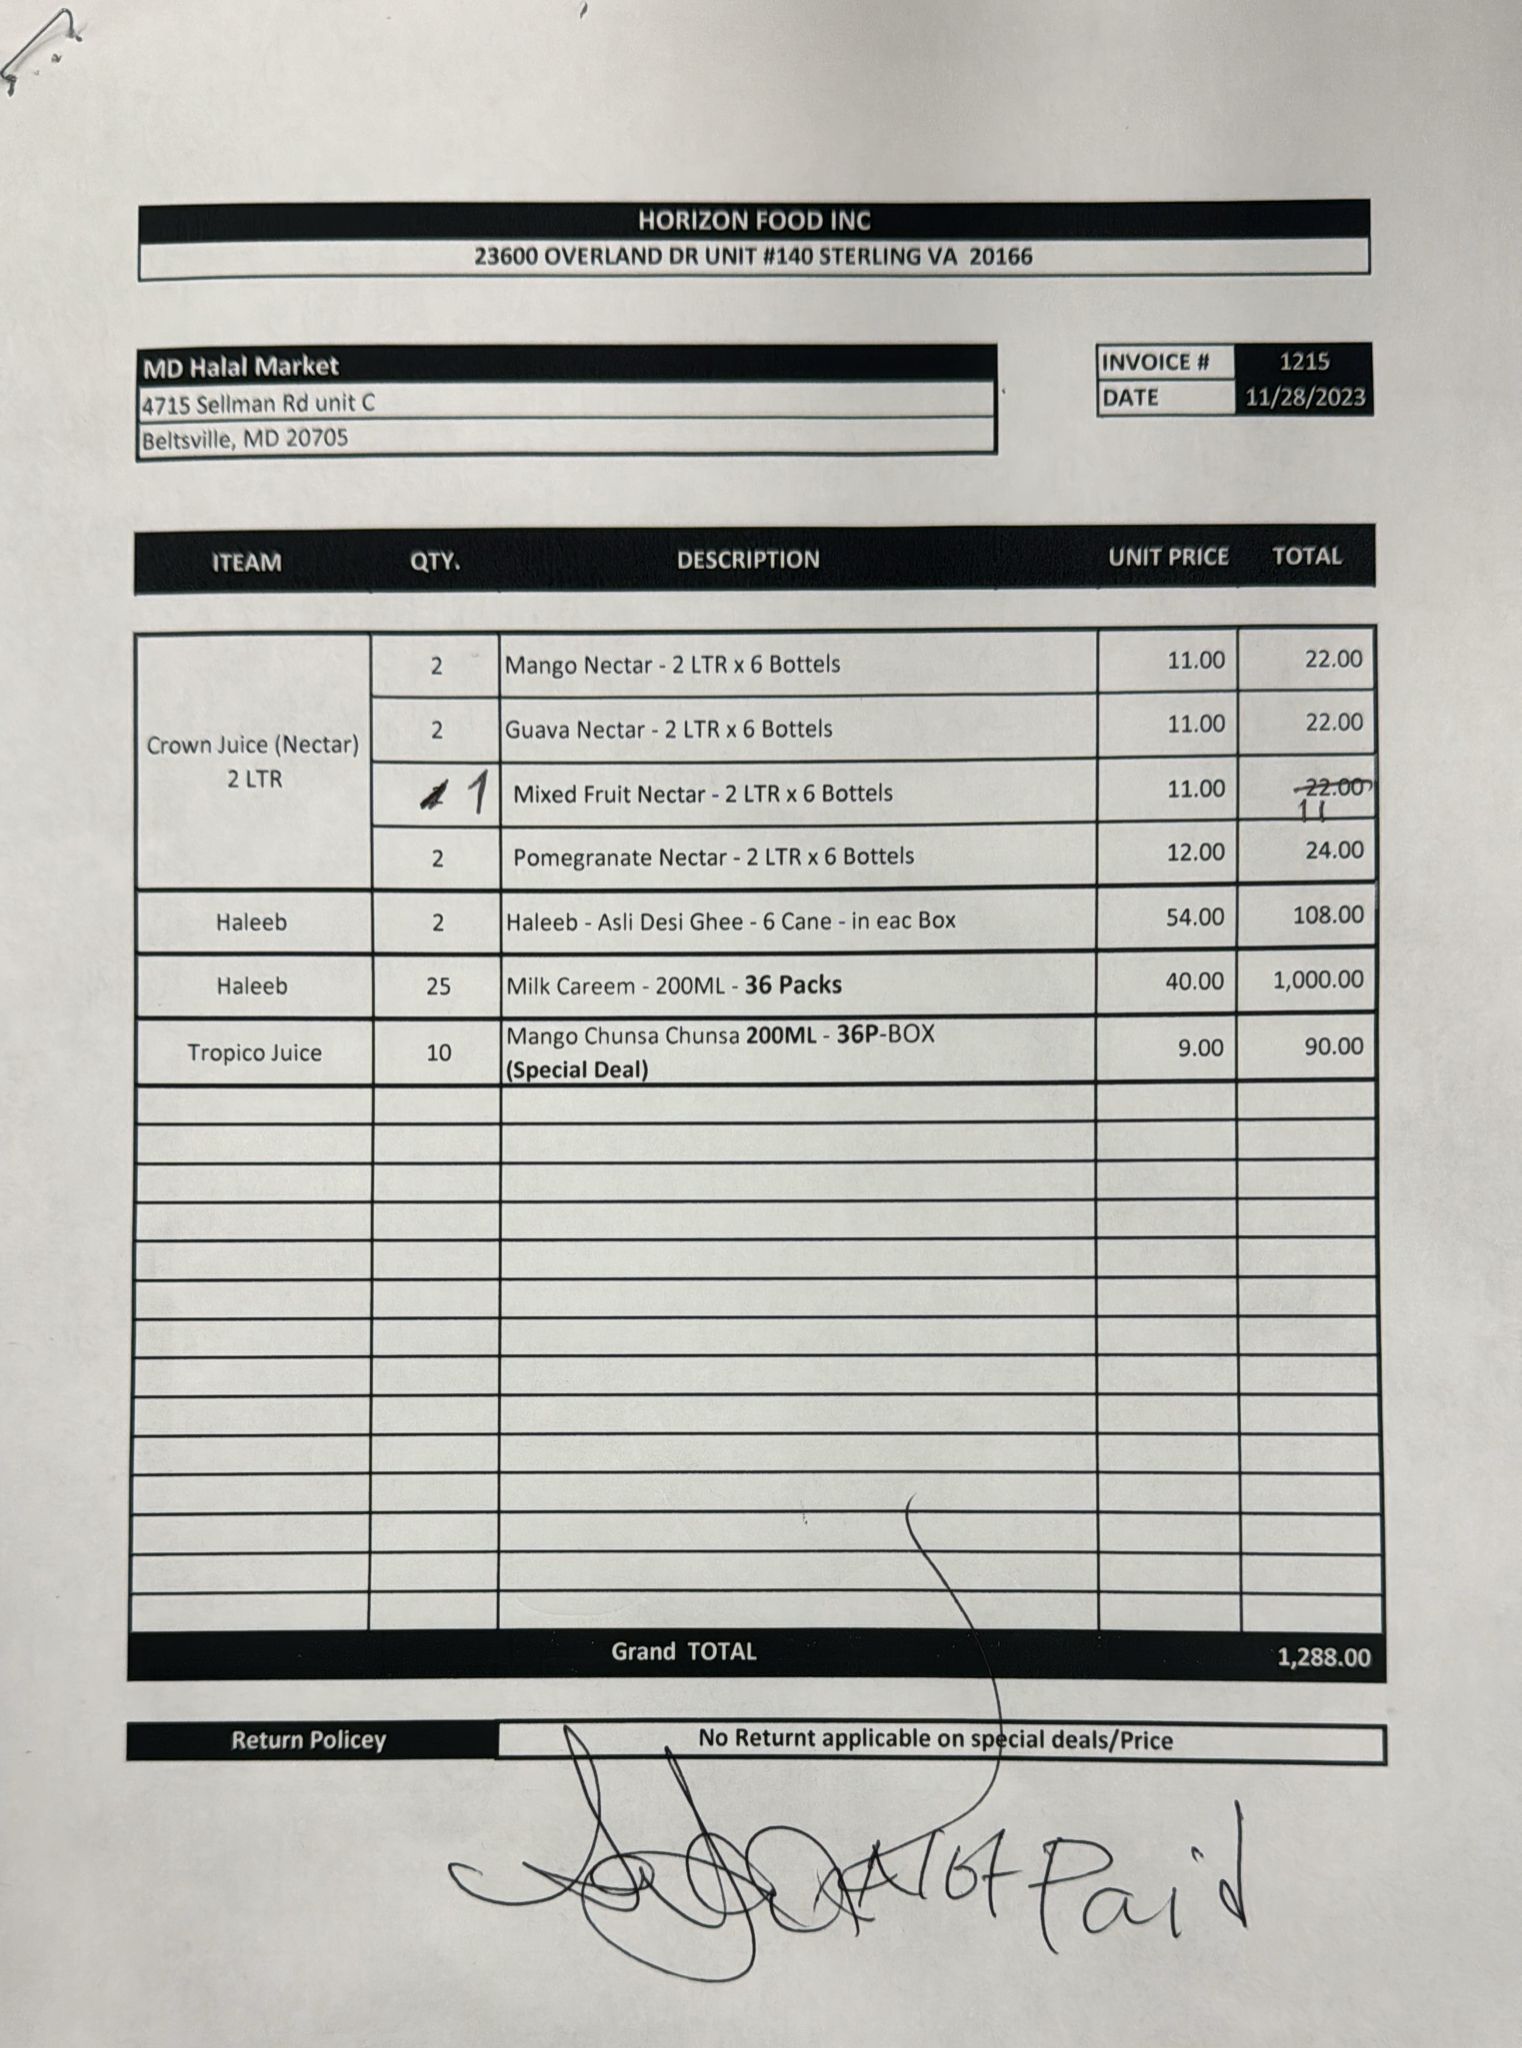 HORIZON FOOD INC
23600 OVERLAND DR UNIT #140 STERLING VA 20166
MD Halal Market
4715 Sellman Rd unit C
Beltsville, MD 20705
INVOICE # 1215
DATE 11/28/2023
ITEAM QTY. DESCRIPTION UNIT PRICE TOTAL
Crown Juice (Nectar)
2 LTR
2 Mango Nectar - 2 LTR x 6 Bottels 11.00 22.00
2 Guava Nectar - 2 LTR x 6 Bottels 11.00 22.00
1 Mixed Fruit Nectar - 2 LTR x 6 Bottels 11.00 22.00
11
2 Pomegranate Nectar - 2 LTR x 6 Bottels 12.00 24.00
Haleeb 2 Haleeb - Asli Desi Ghee - 6 Cane - in eac Box 54.00 108.00
Haleeb 25 Milk Careem - 200ML - 36 Packs 40.00 1,000.00
Tropico Juice 10 Mango Chunsa Chunsa 200ML - 36P-BOX 9.00 90.00
(Special Deal)
Grand TOTAL 1,288.00
Return Policey No Returnt applicable on special deals/Price
Not Paid